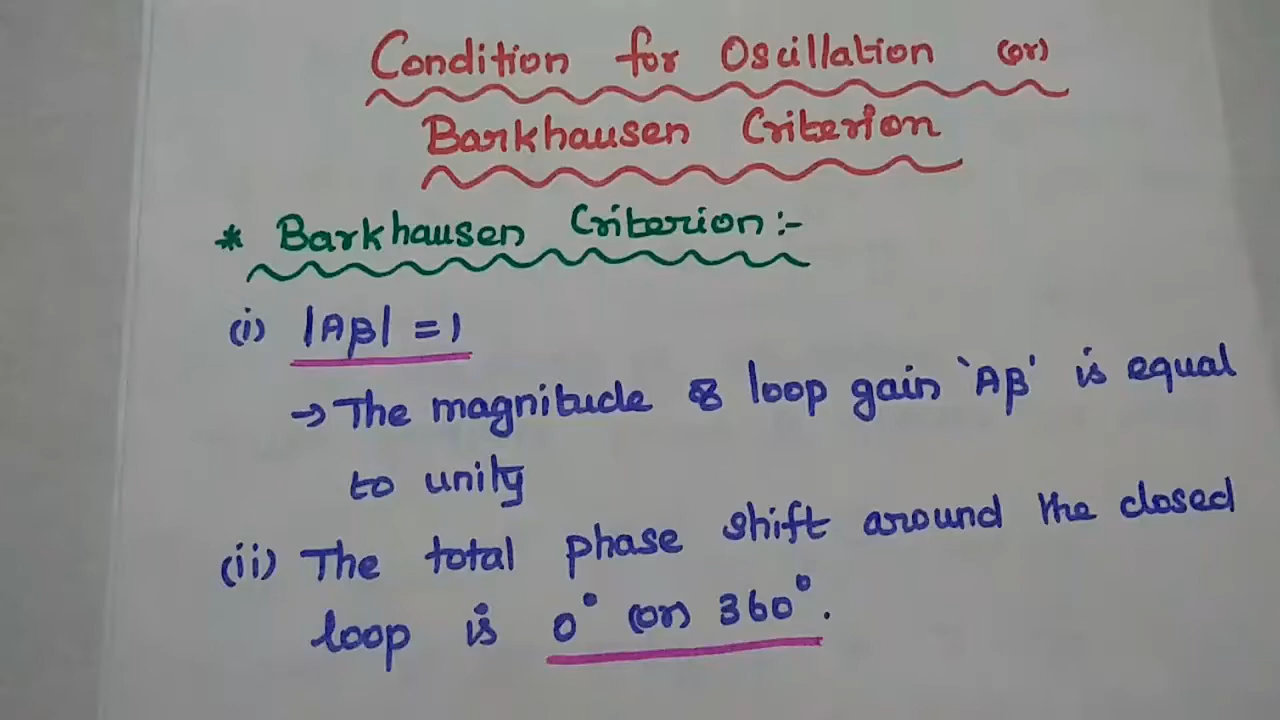 Condition for Oscillation (or)
Barkhausen Criterion
* Barkhausen Criterion:-
(i) |Aβ| = 1
→ The magnitude of loop gain 'Aβ' is equal
to unity
(ii) The total phase shift around the closed
loop is 0° (or) 360°.